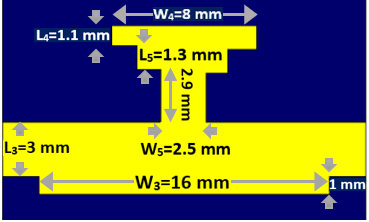 W₄=8 mm
L₄=1.1 mm
L₅=1.3 mm
2.9 mm
L₃=3 mm
W₅=2.5 mm
W₃=16 mm
1 mm